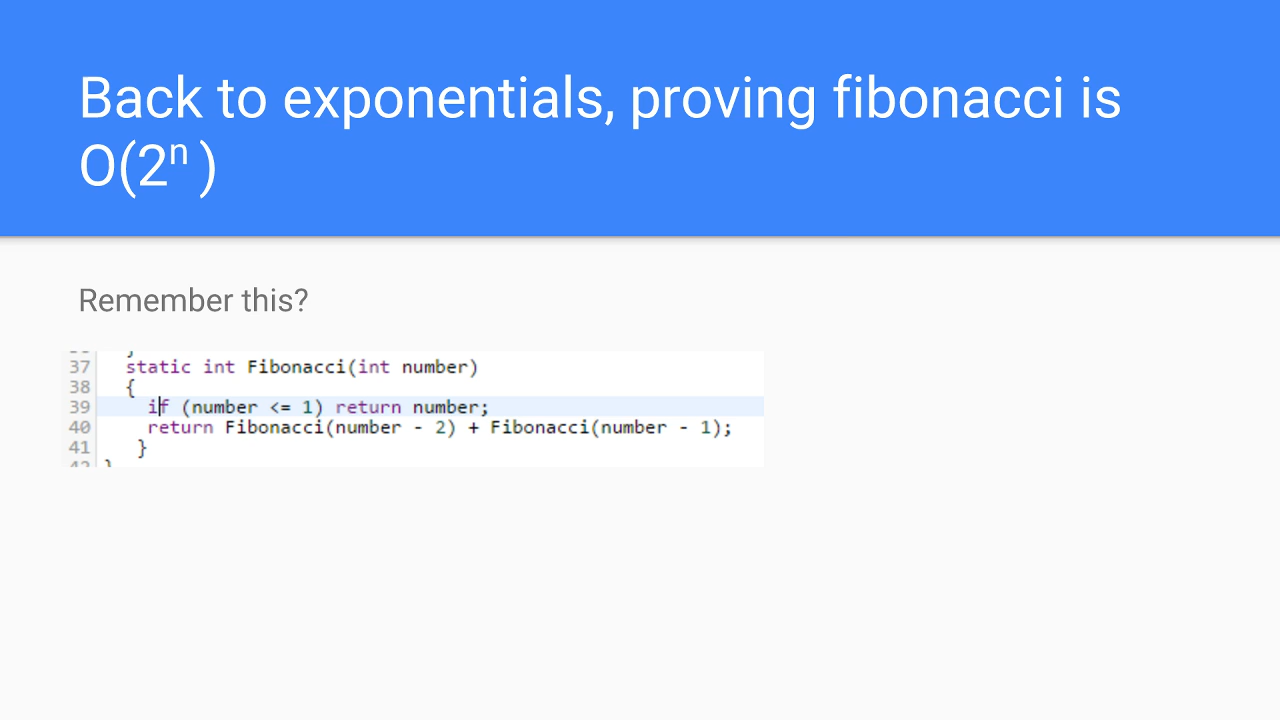 Back to exponentials, proving fibonacci is
O(2ⁿ )
Remember this?
37 static int Fibonacci(int number)
38 {
39 if (number <= 1) return number;
40 return Fibonacci(number - 2) + Fibonacci(number - 1);
41 }